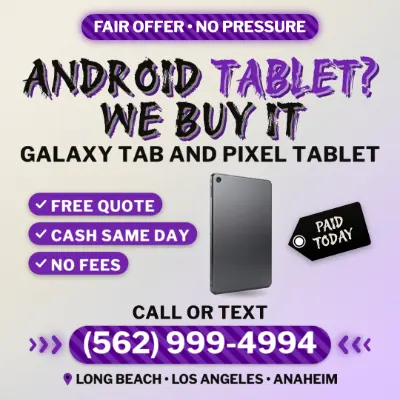 FAIR OFFER • NO PRESSURE
ANDROID TABLET?
WE BUY IT
GALAXY TAB AND PIXEL TABLET
FREE QUOTE
CASH SAME DAY
NO FEES
PAID
TODAY
CALL OR TEXT
(562) 999-4994
LONG BEACH • LOS ANGELES • ANAHEIM